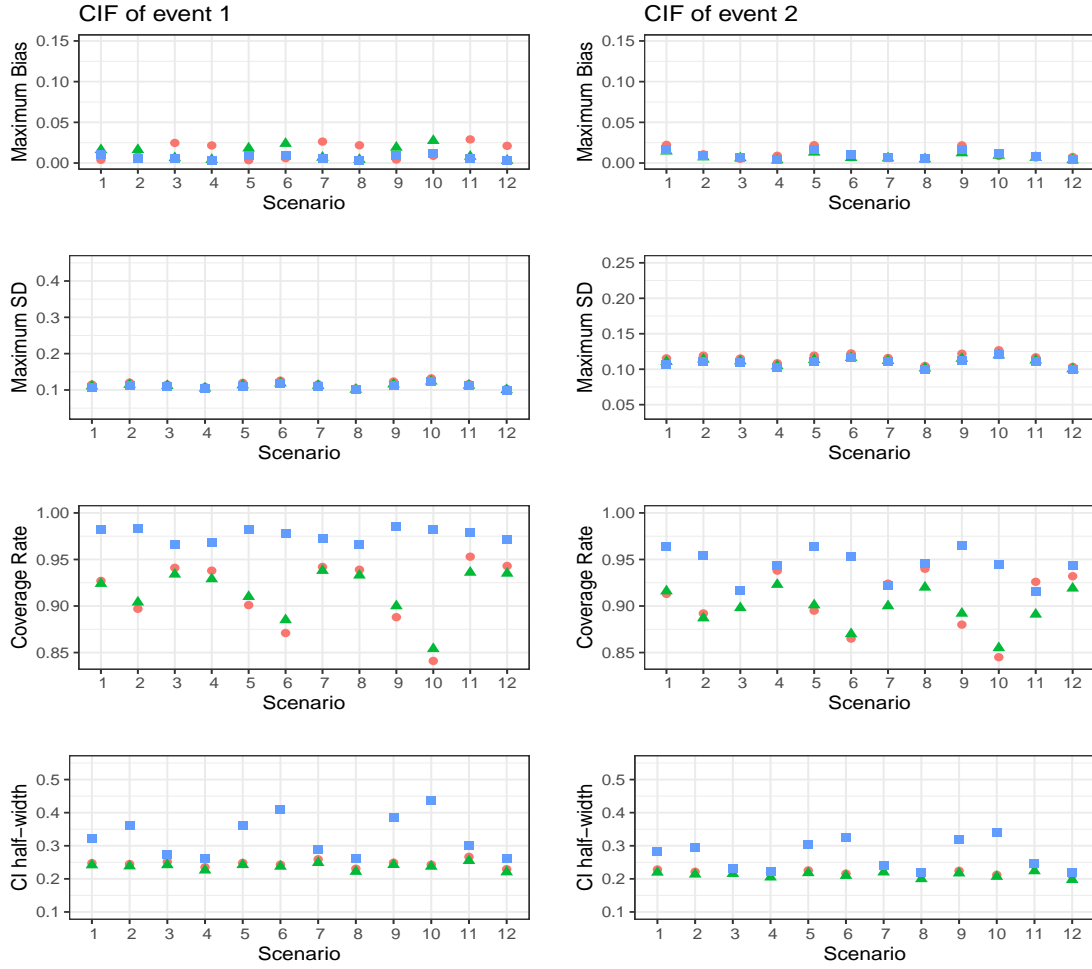 CIF of event 1
Maximum Bias
0.15
0.10
0.05
0.00
1 2 3 4 5 6 7 8 9 10 11 12
Scenario
CIF of event 2
Maximum Bias
0.15
0.10
0.05
0.00
1 2 3 4 5 6 7 8 9 10 11 12
Scenario
Maximum SD
0.4
0.3
0.2
0.1
1 2 3 4 5 6 7 8 9 10 11 12
Scenario
Maximum SD
0.25
0.20
0.15
0.10
0.05
1 2 3 4 5 6 7 8 9 10 11 12
Scenario
Coverage Rate
1.00
0.95
0.90
0.85
1 2 3 4 5 6 7 8 9 10 11 12
Scenario
Coverage Rate
1.00
0.95
0.90
0.85
1 2 3 4 5 6 7 8 9 10 11 12
Scenario
CI half−width
0.5
0.4
0.3
0.2
0.1
1 2 3 4 5 6 7 8 9 10 11 12
Scenario
CI half−width
0.5
0.4
0.3
0.2
0.1
1 2 3 4 5 6 7 8 9 10 11 12
Scenario